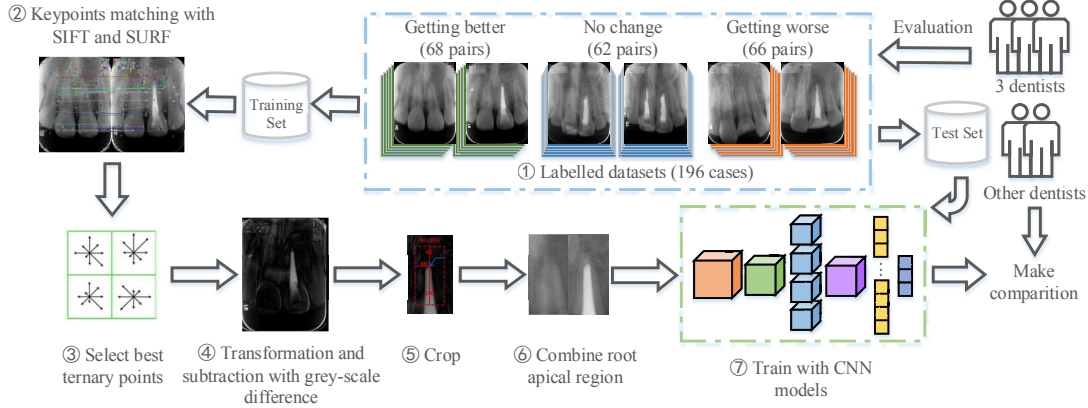 ② Keypoints matching with
SIFT and SURF
Training
Set
Getting better
(68 pairs)
No change
(62 pairs)
Getting worse
(66 pairs)
① Labelled datasets (196 cases)
Evaluation
3 dentists
Test Set
Other dentists
③ Select best
ternary points
④ Transformation and
subtraction with grey-scale
difference
⑤ Crop
⑥ Combine root
apical region
⑦ Train with CNN
models
Make
comparition